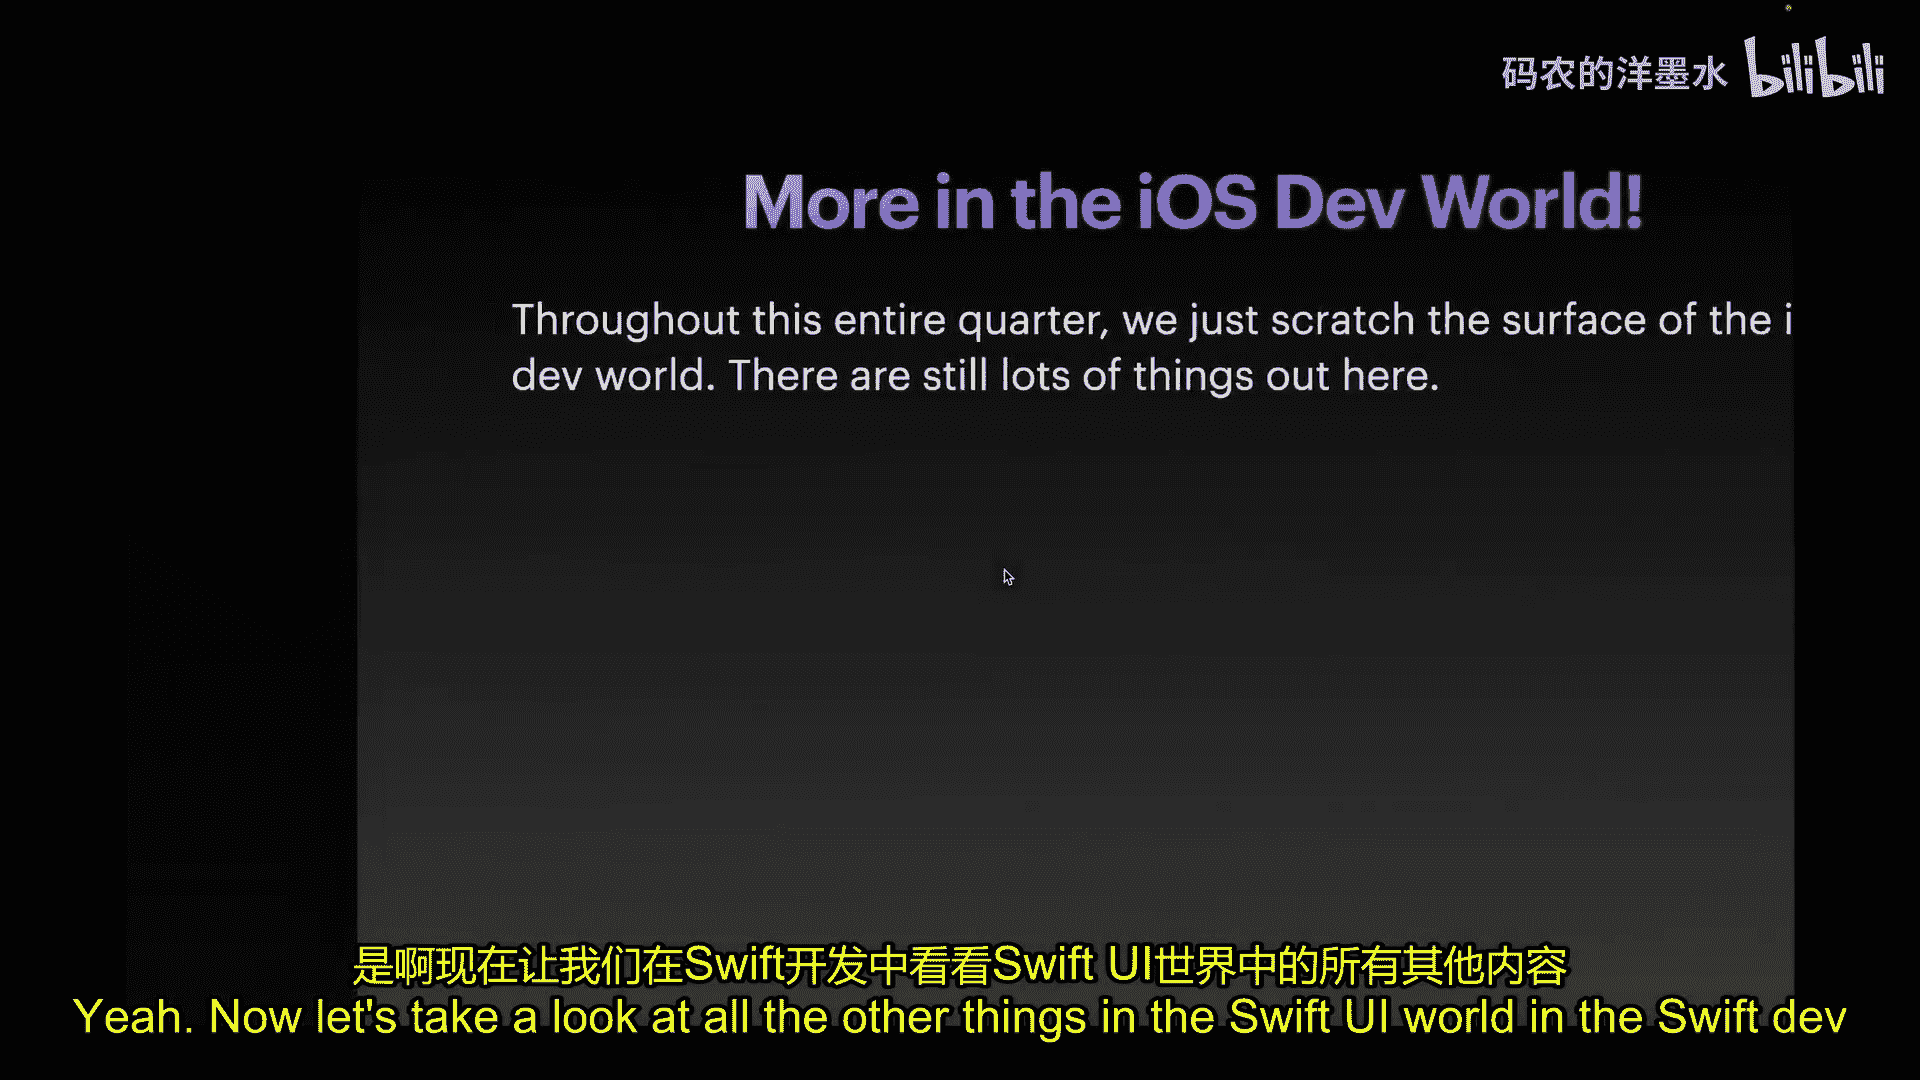 码农的洋墨水 bilibili
More in the iOS Dev World!
Throughout this entire quarter, we just scratch the surface of the i
dev world. There are still lots of things out here.
是啊现在让我们在Swift开发中看看Swift UI世界中的所有其他内容
Yeah. Now let's take a look at all the other things in the Swift UI world in the Swift dev